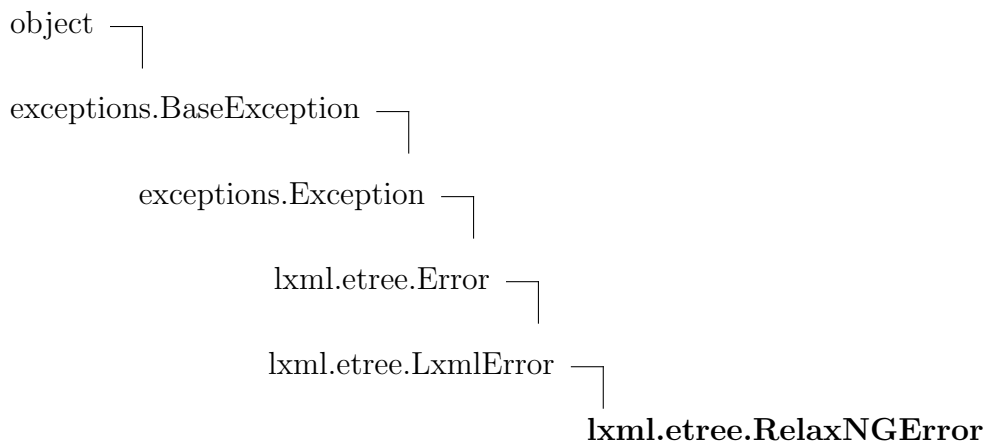 object
exceptions.BaseException
exceptions.Exception
lxml.etree.Error
lxml.etree.LxmlError
lxml.etree.RelaxNGError